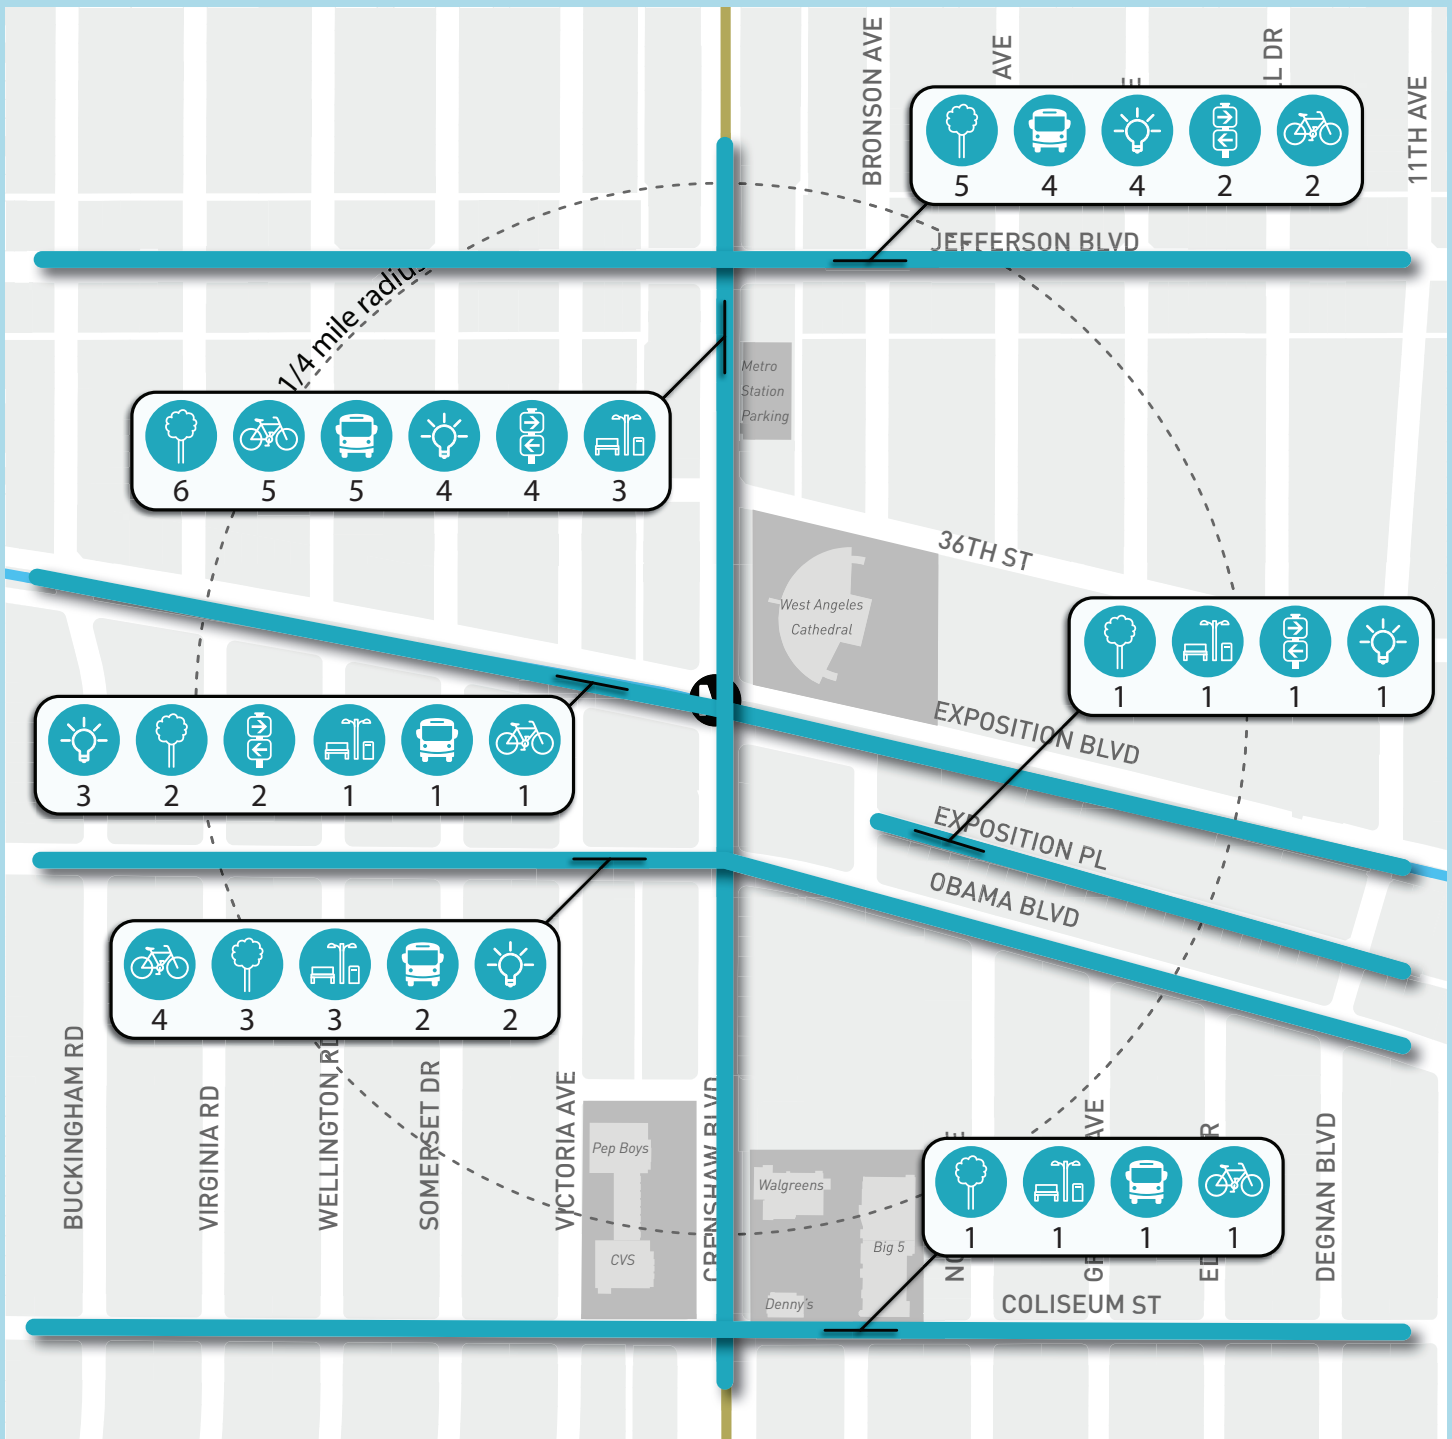 BRONSON AVE
AVE
LL DR
11TH AVE
5 4 4 2 2
JEFFERSON BLVD
1/4 mile radius
Metro
Station
Parking
6 5 5 4 4 3
36TH ST
West Angeles
Cathedral
1 1 1 1
EXPOSITION BLVD
3 2 2 1 1 1
EXPOSITION PL
OBAMA BLVD
4 3 3 2 2
BUCKINGHAM RD
VIRGINIA RD
WELLINGTON RD
SOMERSET DR
VICTORIA AVE
CRENSHAW BLVD
Pep Boys
CVS
Walgreens
Big 5
Denny's
AVE
DEGNAN BLVD
1 1 1 1
COLISEUM ST